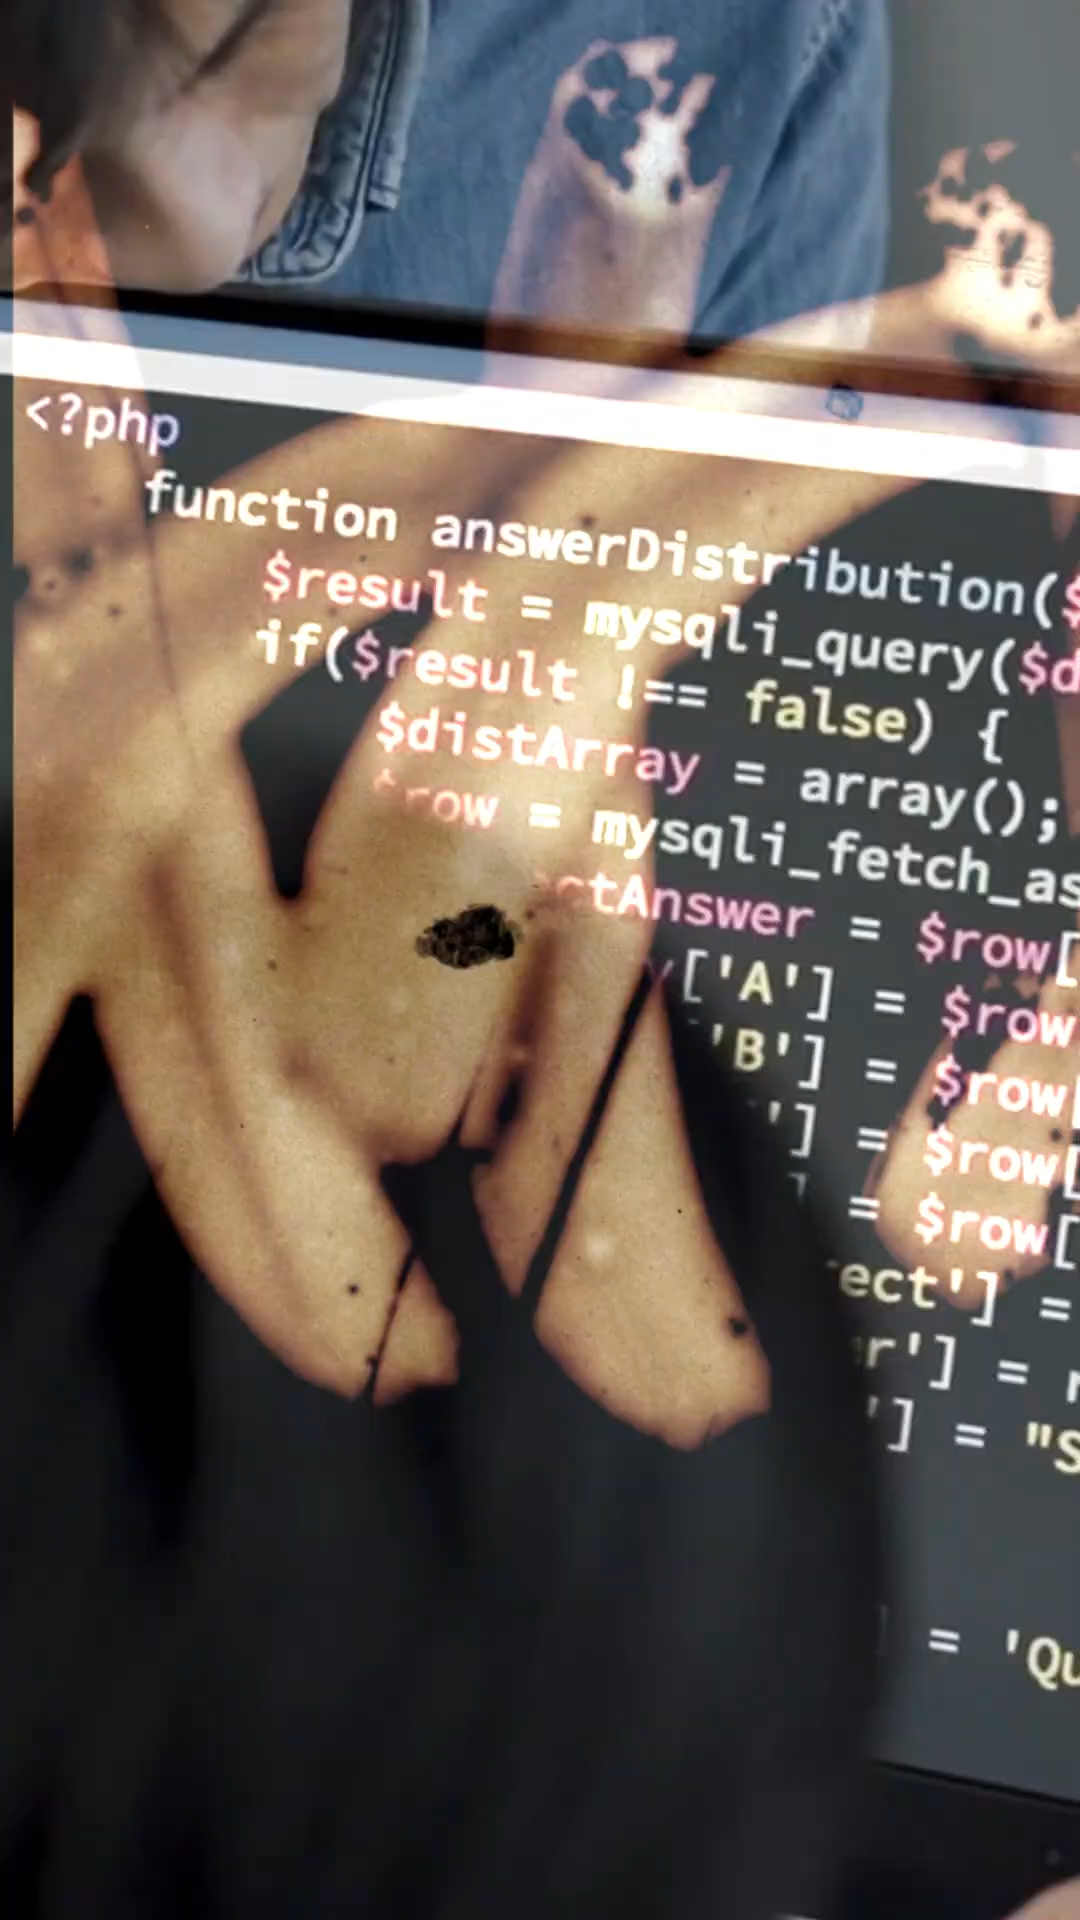 <?php
function answerDistribution($
$result = mysqli_query($d
if($result !== false) {
$distArray = array();
$row = mysqli_fetch_as
ctAnswer = $row[
y['A'] = $row
'B'] = $row[
'] = $row[
= $row[
ect'] =
r'] =
'] = "S
= 'Qu